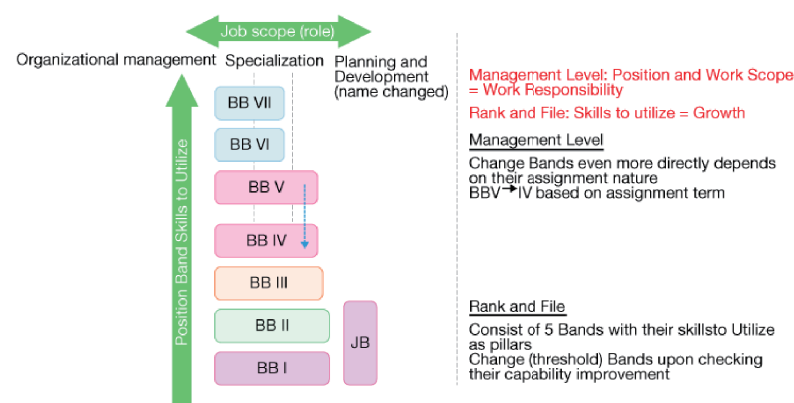 Job scope (role)
Organizational management
Specialization
Planning and
Development
(name changed)
Position Band Skills to Utilize
BB VII
BB VI
BB V
BB IV
BB III
BB II
BB I
JB
Management Level: Position and Work Scope
= Work Responsibility
Rank and File: Skills to utilize = Growth
Management Level
Change Bands even more directly depends
on their assignment nature
BBV→IV based on assignment term
Rank and File
Consist of 5 Bands with their skillsto Utilize
as pillars
Change (threshold) Bands upon checking
their capability improvement